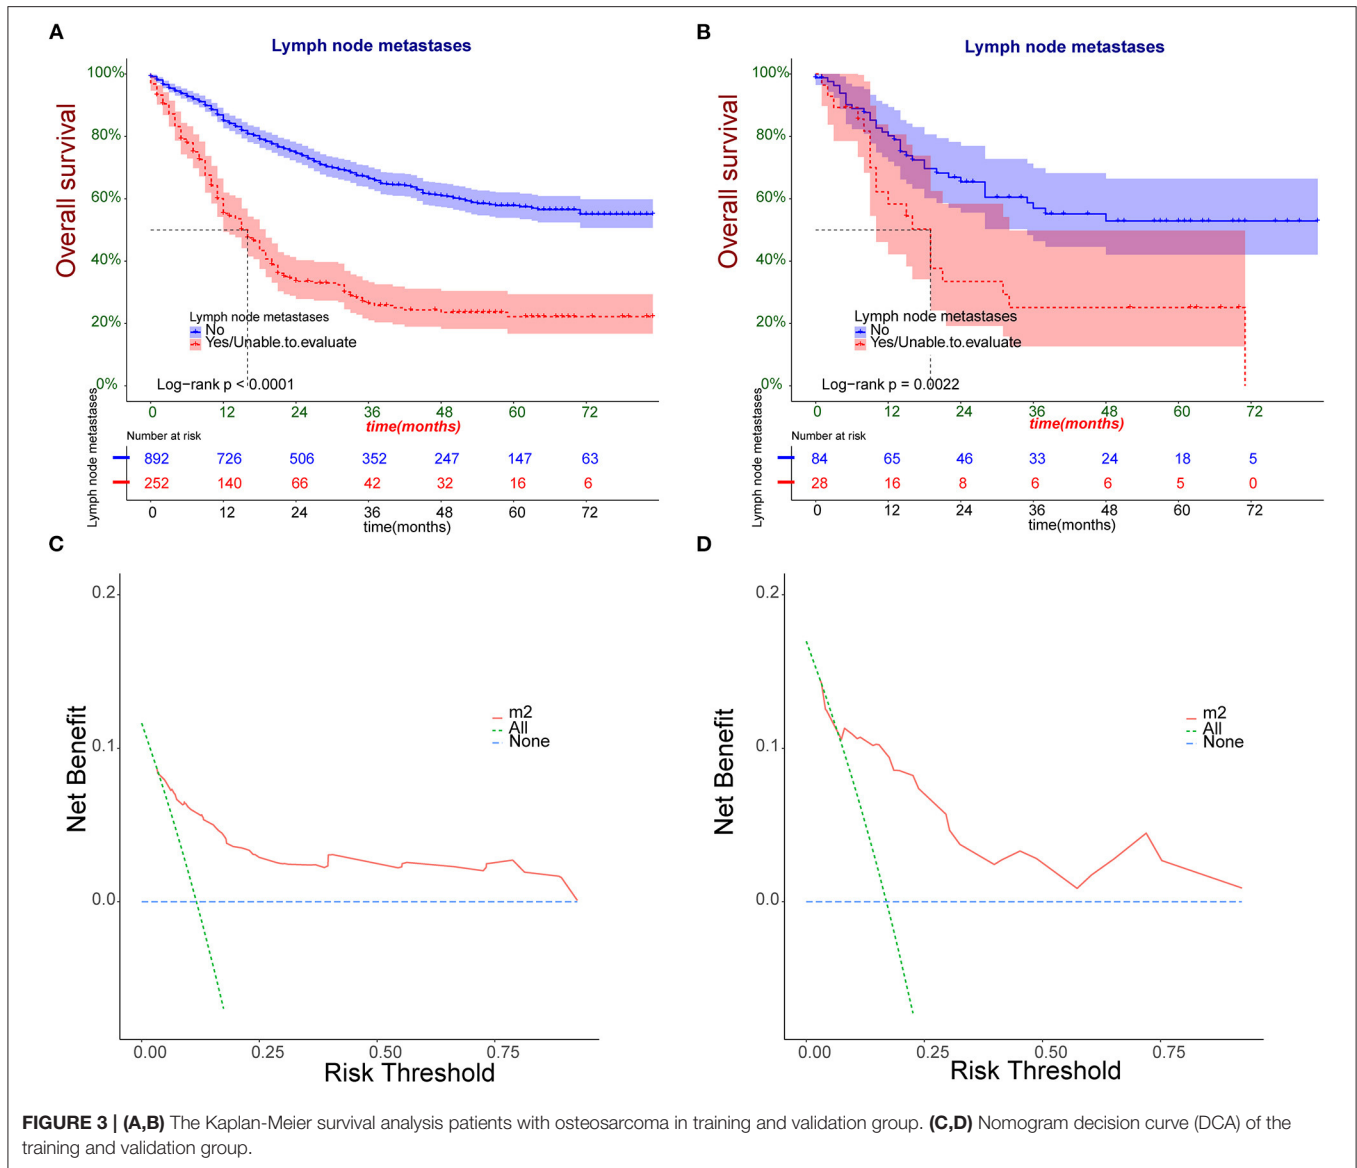 A
Lymph node metastases
Overall survival
100%
80%
60%
40%
20%
0%
Lymph node metastases
No
Yes/Unable.to.evaluate
Log-rank p < 0.0001
0 12 24 36 48 60 72
time(months)
Lymph node metastases
Number at risk
892 726 506 352 247 147 63
252 140 66 42 32 16 6
0 12 24 36 48 60 72
time(months)
B
Lymph node metastases
Overall survival
100%
80%
60%
40%
20%
0%
Lymph node metastases
No
Yes/Unable.to.evaluate
Log-rank p = 0.0022
0 12 24 36 48 60 72
time(months)
Lymph node metastases
Number at risk
84 65 46 33 24 18 5
28 16 8 6 6 5 0
0 12 24 36 48 60 72
time(months)
C
Net Benefit
0.2
0.1
0.0
m2
All
None
0.00 0.25 0.50 0.75
Risk Threshold
D
Net Benefit
0.2
0.1
0.0
m2
All
None
0.00 0.25 0.50 0.75
Risk Threshold
FIGURE 3 | (A,B) The Kaplan-Meier survival analysis patients with osteosarcoma in training and validation group. (C,D) Nomogram decision curve (DCA) of the
training and validation group.